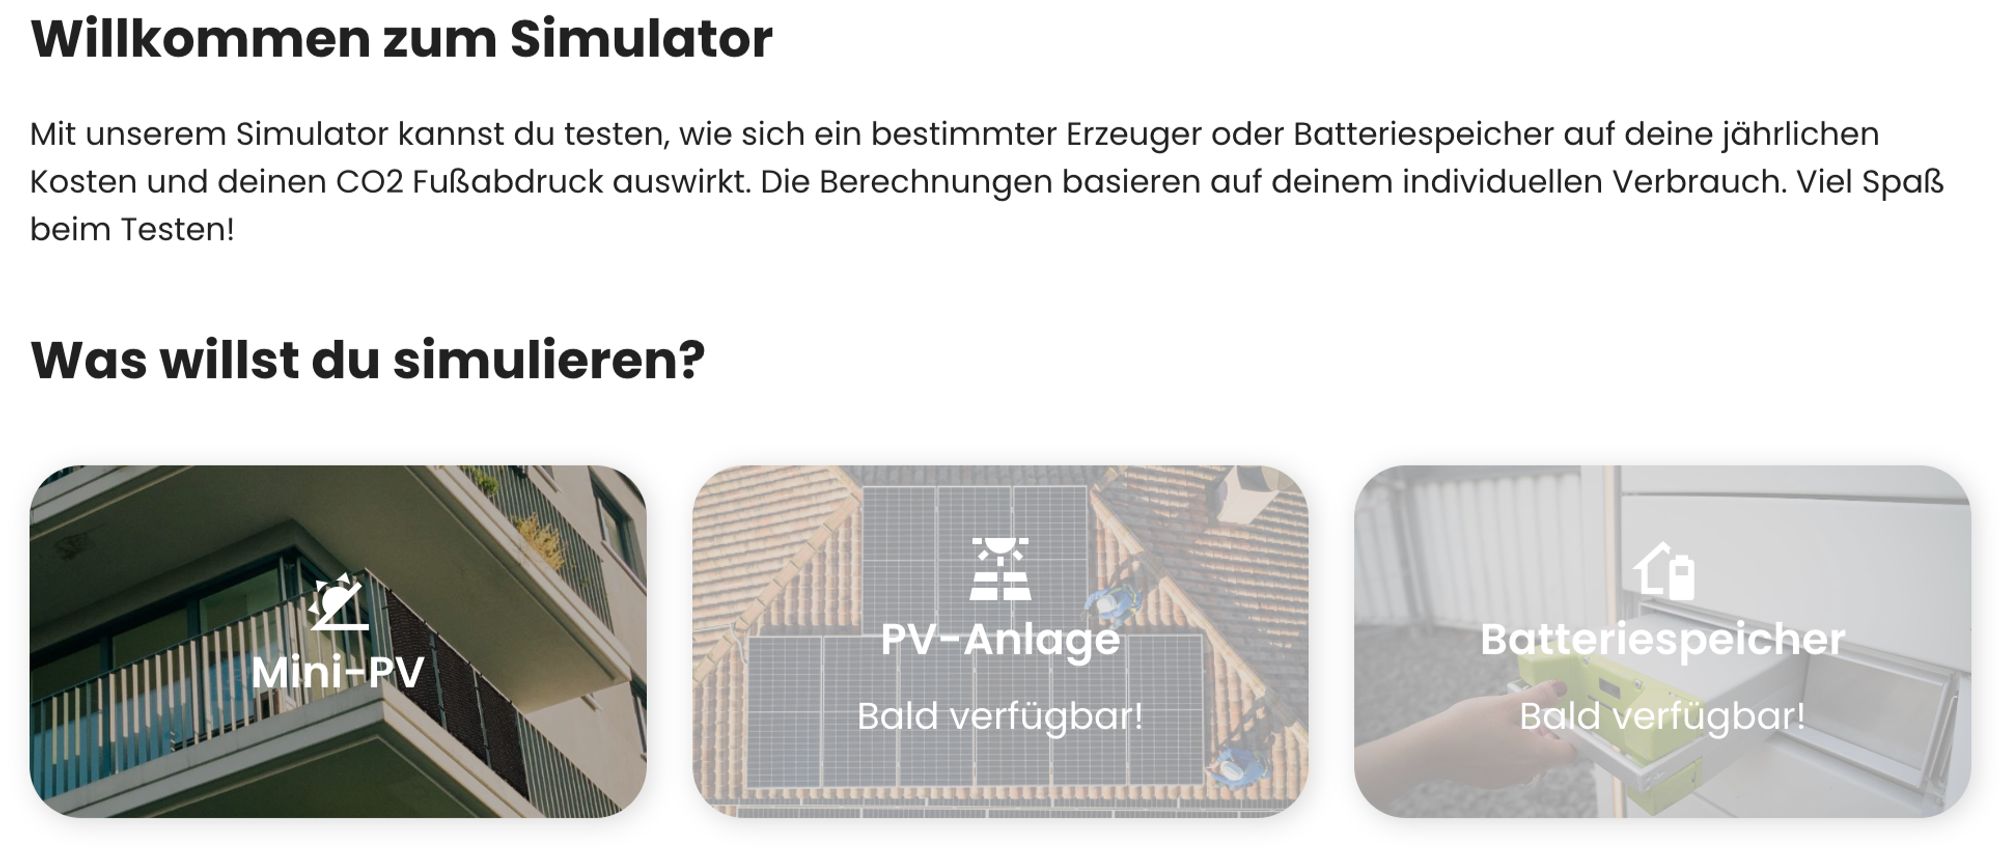 Willkommen zum Simulator
Mit unserem Simulator kannst du testen, wie sich ein bestimmter Erzeuger oder Batteriespeicher auf deine jährlichen
Kosten und deinen CO2 Fußabdruck auswirkt. Die Berechnungen basieren auf deinem individuellen Verbrauch. Viel Spaß
beim Testen!
Was willst du simulieren?
Mini-PV
PV-Anlage
Bald verfügbar!
Batteriespeicher
Bald verfügbar!